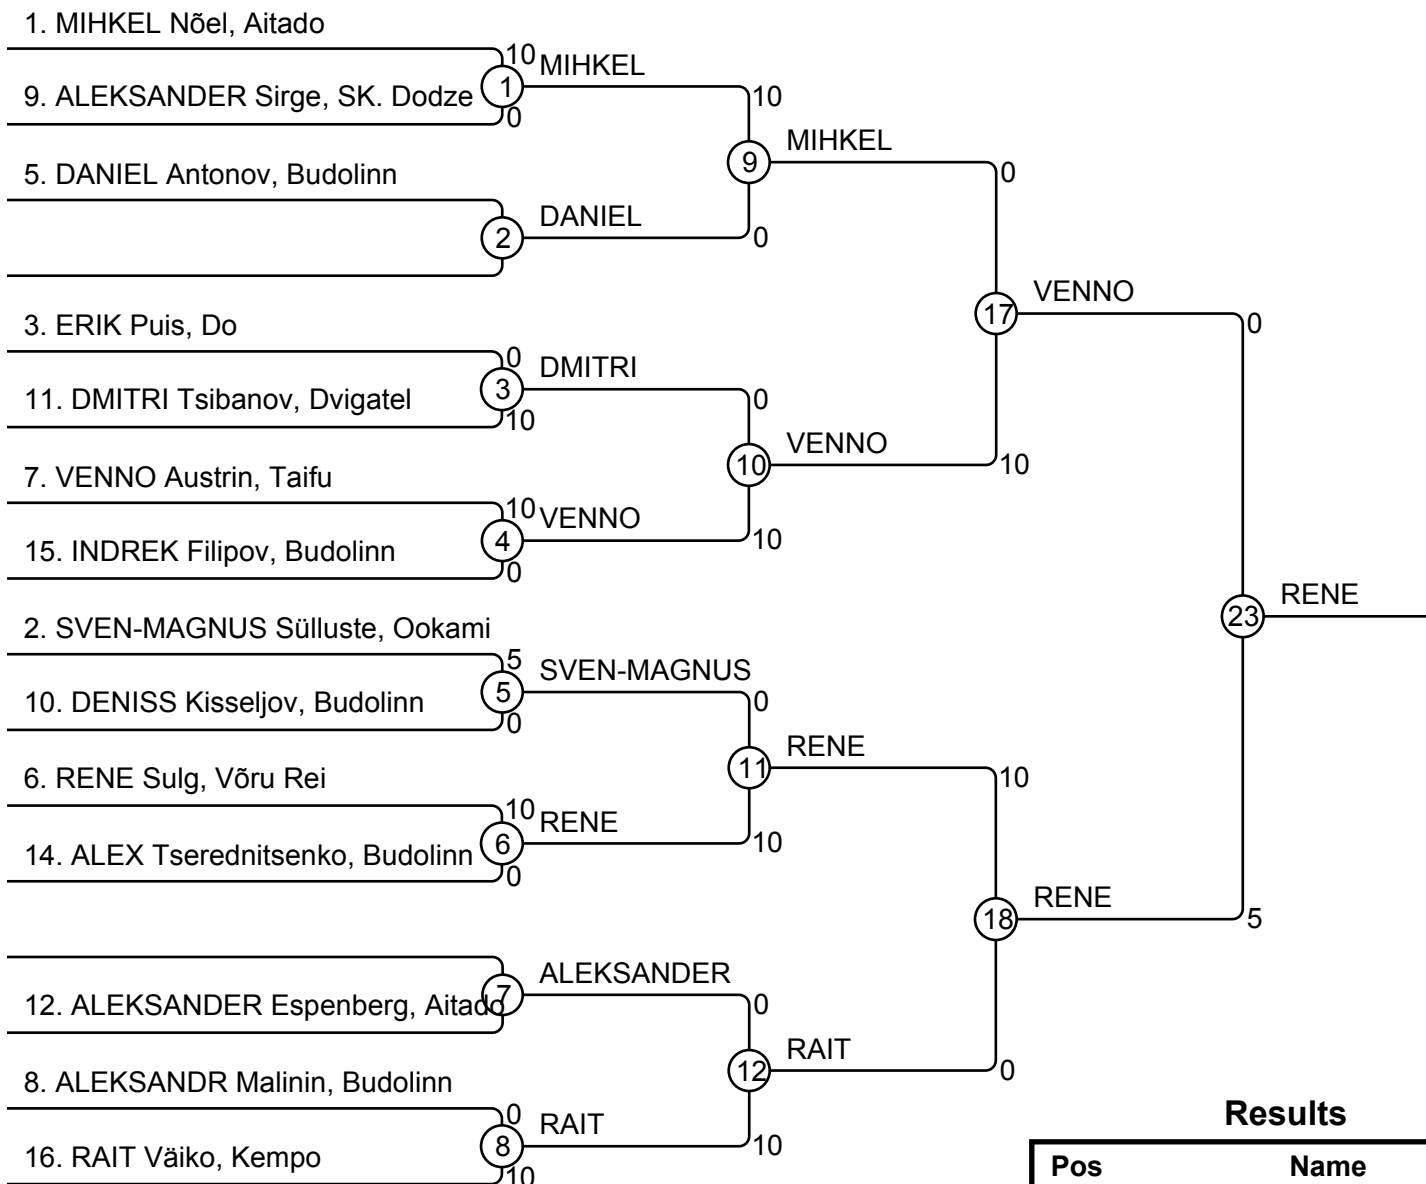 1. MIHKEL Nõel, Aitado
10
MIHKEL
1
9. ALEKSANDER Sirge, SK. Dodze
0
10
MIHKEL
9
5. DANIEL Antonov, Budolinn
0
DANIEL
2
0
VENNO
17
3. ERIK Puis, Do
0
0
DMITRI
3
11. DMITRI Tsibanov, Dvigatel
10
0
VENNO
10
10
7. VENNO Austrin, Taifu
10
VENNO
4
10
15. INDREK Filipov, Budolinn
0
RENE
23
2. SVEN-MAGNUS Sülluste, Ookami
5
SVEN-MAGNUS
5
10. DENISS Kisseljov, Budolinn
0
0
RENE
11
6. RENE Sulg, Võru Rei
10
10
RENE
6
10
14. ALEX Tserednitsenko, Budolinn
0
RENE
18
5
ALEKSANDER
7
12. ALEKSANDER Espenberg, Aitado
0
RAIT
12
0
8. ALEKSANDR Malinin, Budolinn
0
RAIT
8
10
16. RAIT Väiko, Kempo
10
Results
Pos Name